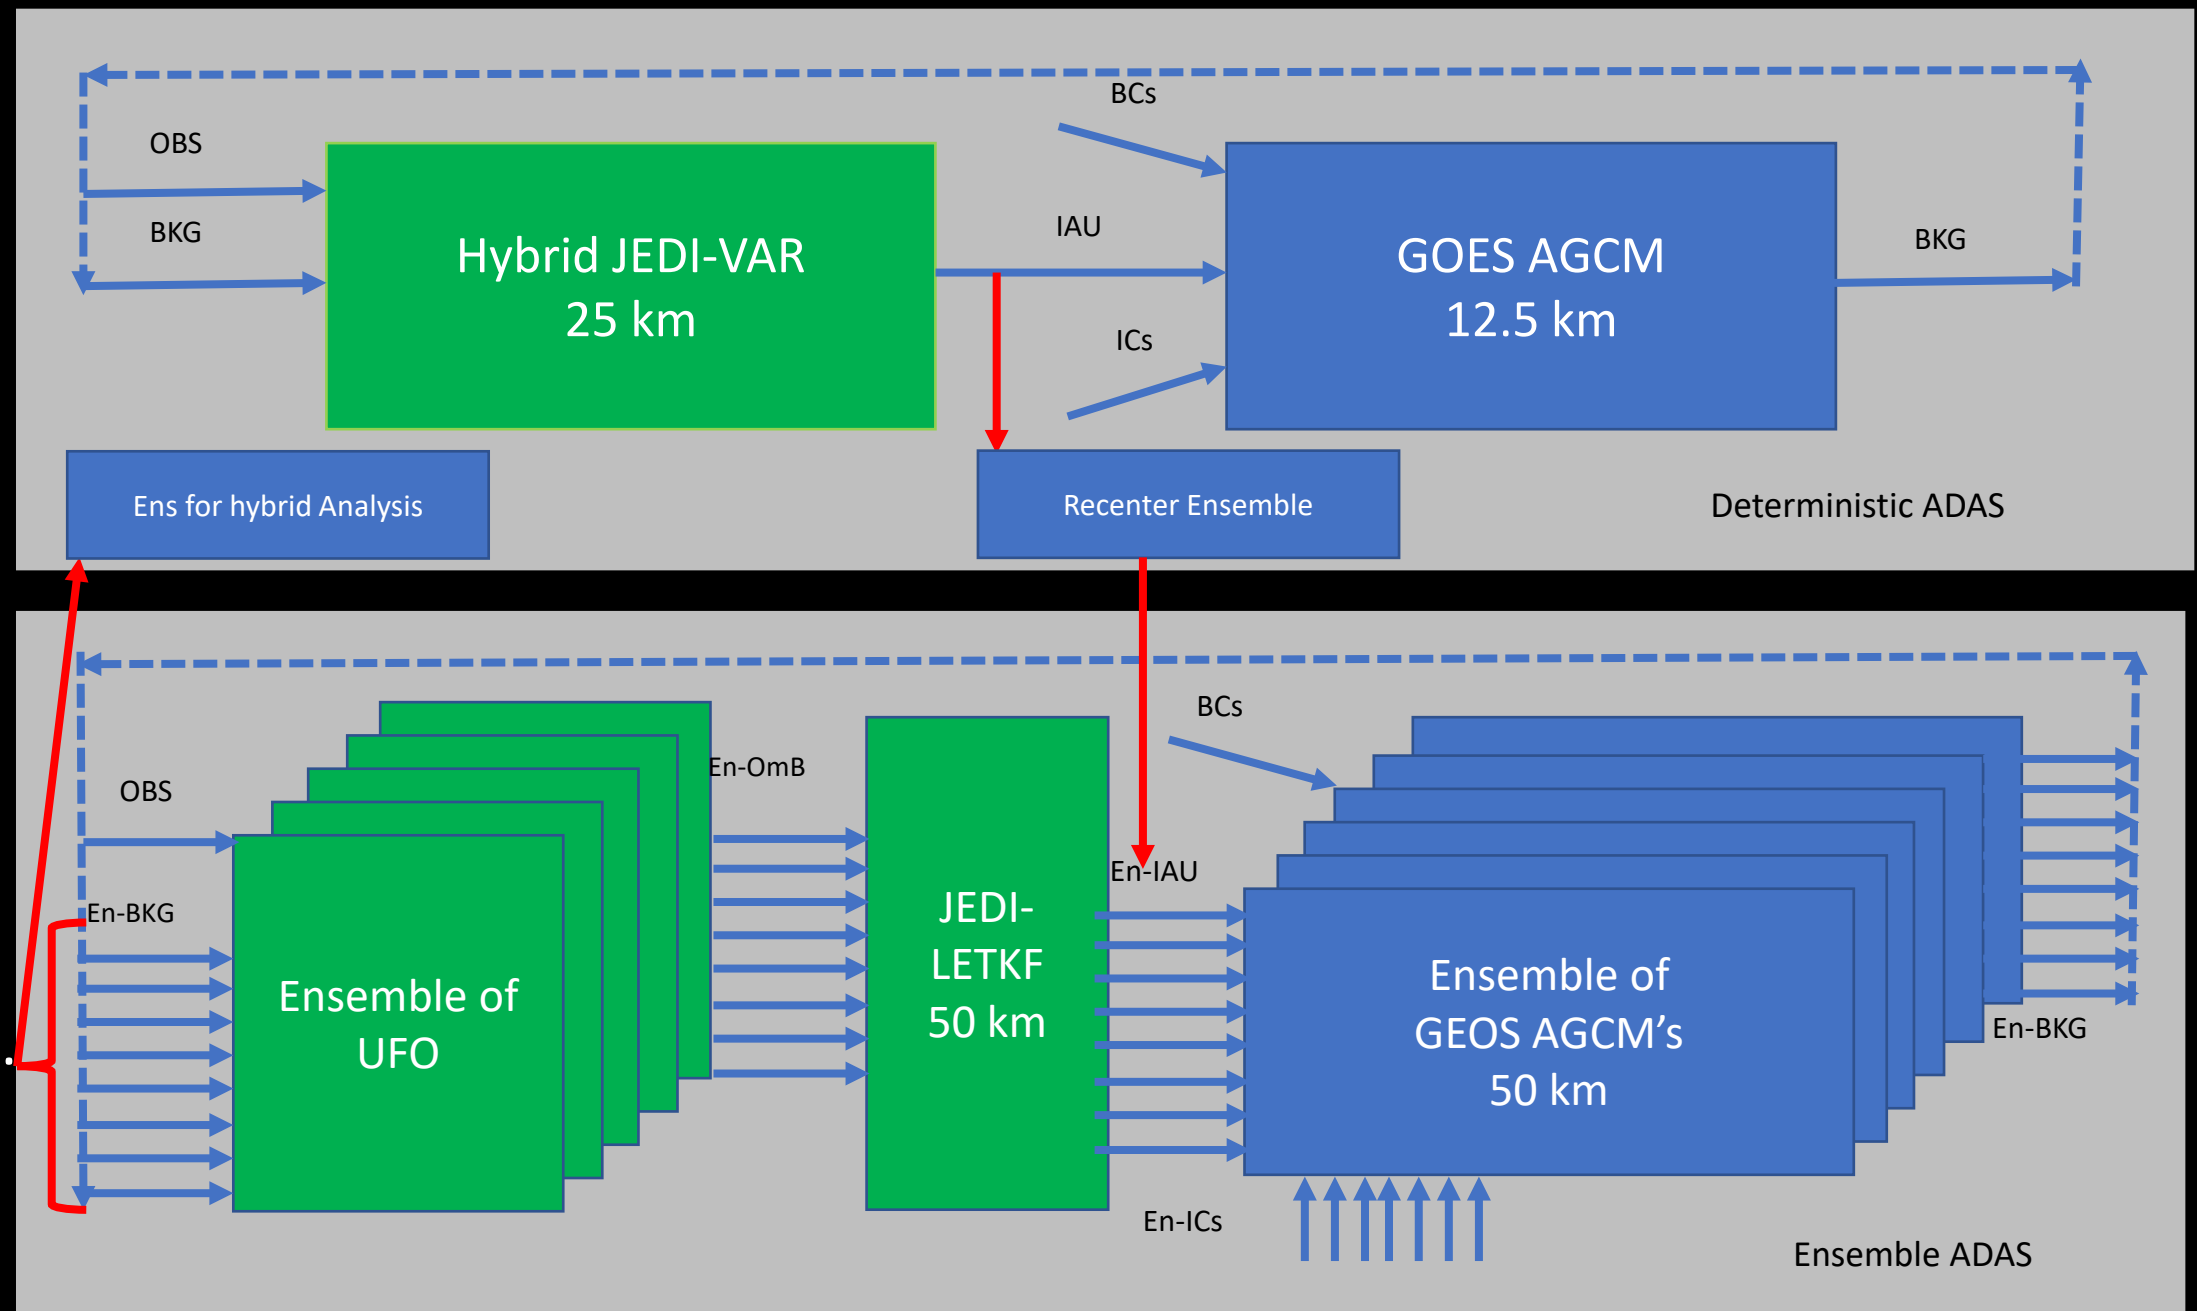 BCs
OBS
BKG
Hybrid JEDI-VAR
25 km
IAU
ICs
GOES AGCM
12.5 km
BKG
Ens for hybrid Analysis
Recenter Ensemble
Deterministic ADAS
OBS
En-BKG
Ensemble of
UFO
En-OmB
JEDI-
LETKF
50 km
BCs
En-IAU
Ensemble of
GEOS AGCM’s
50 km
En-BKG
En-ICs
Ensemble ADAS